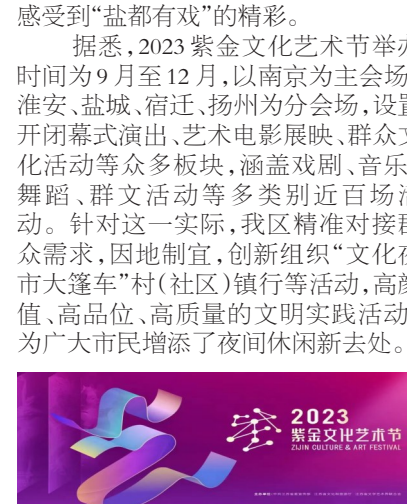 感受到“盐都有戏”的精彩。
据悉,2023紫金文化艺术节举办
时间为9月至12月,以南京为主会场
淮安、盐城、宿迁、扬州为分会场,设置
开闭幕式演出、艺术电影展映、群众文
化活动等众多板块,涵盖戏剧、音乐
舞蹈、群文活动等多类别近百场活
动。针对这一实际,我区精准对接群
众需求,因地制宜,创新组织“文化夜
市大篷车”村(社区)镇行等活动,高颜
值、高品位、高质量的文明实践活动
为广大市民增添了夜间休闲新去处。
2023
紫金文化艺术节
ZIJIN CULTURE & ART FESTIVAL